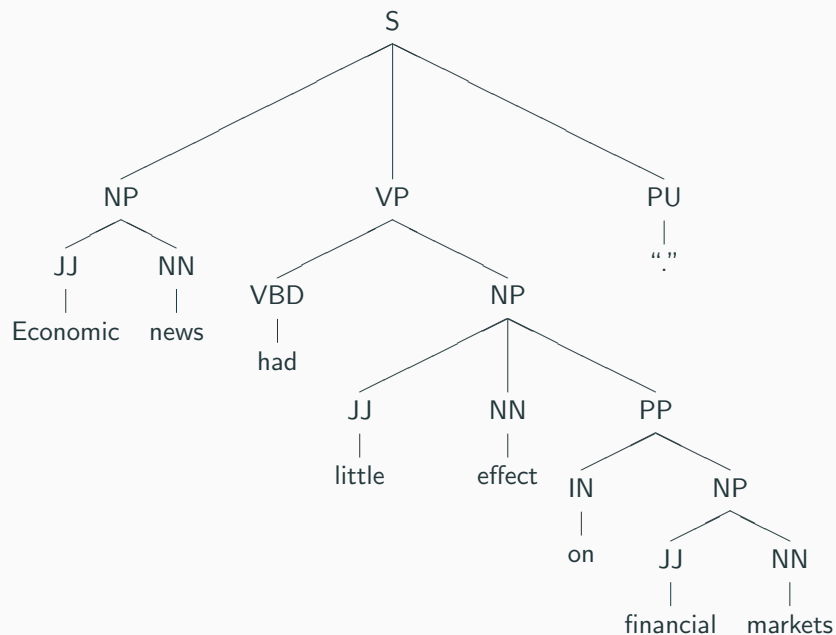 S
NP VP PU
JJ NN “.”
VBD NP
Economic news
had
JJ NN PP
little effect
IN NP
on
JJ NN
financial markets